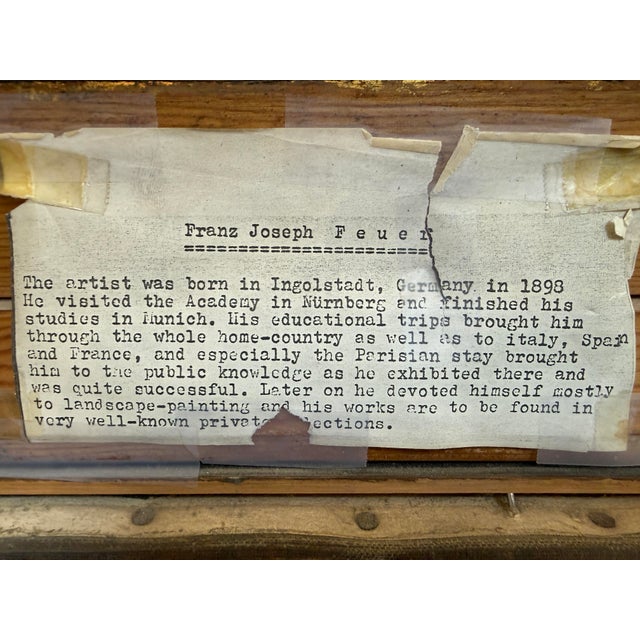 Franz Joseph F e u e r
========================
The artist was born in Ingolstadt, Germany in 1898
He visited the Academy in Nürnberg and finished his
studies in Munich. His educational trips brought him
through the whole home-country as well as to italy, Spain
and France, and especially the Parisian stay brought
him to the public knowledge as he exhibited there and
was quite successful. Later on he devoted himself mostly
to landscape-painting and his works are to be found in
very well-known private lections.